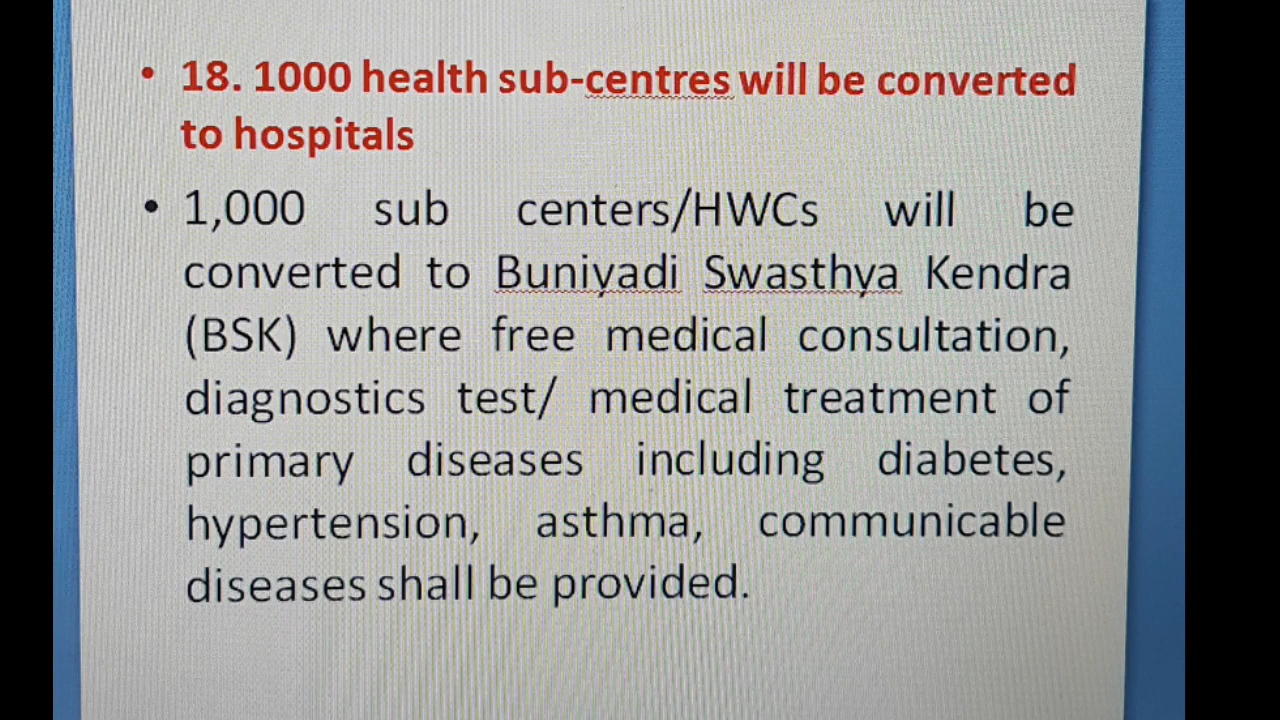 • 18. 1000 health sub-centres will be converted
to hospitals
• 1,000 sub centers/HWCs will be
converted to Buniyadi Swasthya Kendra
(BSK) where free medical consultation,
diagnostics test/ medical treatment of
primary diseases including diabetes,
hypertension, asthma, communicable
diseases shall be provided.